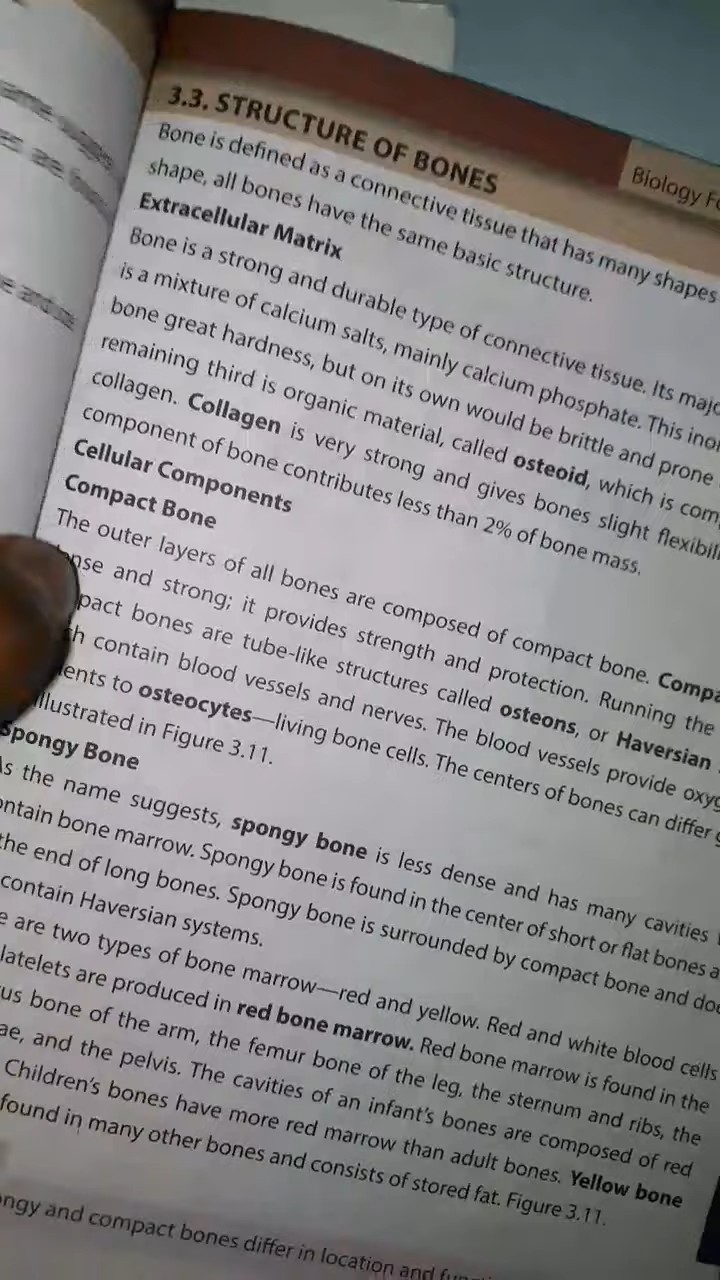 Biology Fo
3.3. STRUCTURE OF BONES
Bone is defined as a connective tissue that has many shapes
shape, all bones have the same basic structure.
Extracellular Matrix
Bone is a strong and durable type of connective tissue. Its majo
is a mixture of calcium salts, mainly calcium phosphate. This inor
bone great hardness, but on its own would be brittle and prone
remaining third is organic material, called osteoid, which is com
collagen. Collagen is very strong and gives bones slight flexibili
component of bone contributes less than 2% of bone mass.
Cellular Components
Compact Bone
The outer layers of all bones are composed of compact bone. Compa
nse and strong; it provides strength and protection. Running the
pact bones are tube-like structures called osteons, or Haversian
ch contain blood vessels and nerves. The blood vessels provide oxyg
ients to osteocytes—living bone cells. The centers of bones can differ g
illustrated in Figure 3.11.
Spongy Bone
As the name suggests, spongy bone is less dense and has many cavities
ontain bone marrow. Spongy bone is found in the center of short or flat bones a
the end of long bones. Spongy bone is surrounded by compact bone and doe
contain Haversian systems.
e are two types of bone marrow—red and yellow. Red and white blood cells
latelets are produced in red bone marrow. Red bone marrow is found in the
us bone of the arm, the femur bone of the leg, the sternum and ribs, the
ae, and the pelvis. The cavities of an infant's bones are composed of red
Children's bones have more red marrow than adult bones. Yellow bone
found in many other bones and consists of stored fat. Figure 3.11.
ongy and compact bones differ in location and